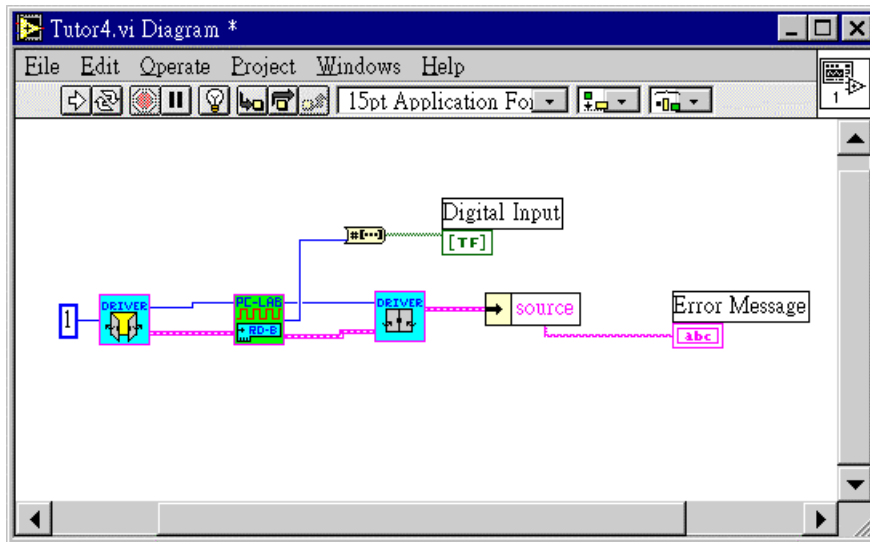 Tutor4.vi Diagram *
File Edit Operate Project Windows Help
15pt Application Fo
1
Digital Input
#[...]
[TF]
1
DRIVER
PC-LAB
RD-B
DRIVER
source
Error Message
abc